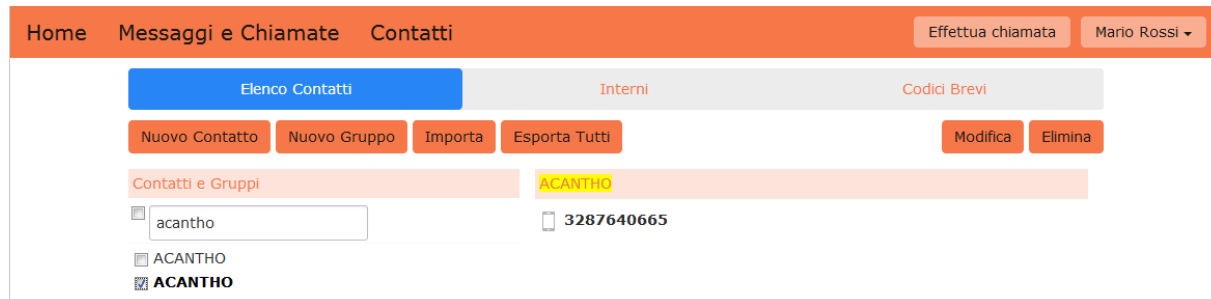 Home Messaggi e Chiamate Contatti Effettua chiamata Mario Rossi
Elenco Contatti Interni Codici Brevi
Nuovo Contatto Nuovo Gruppo Importa Esporta Tutti Modifica Elimina
Contatti e Gruppi ACANTHO
acantho 3287640665
ACANTHO
ACANTHO